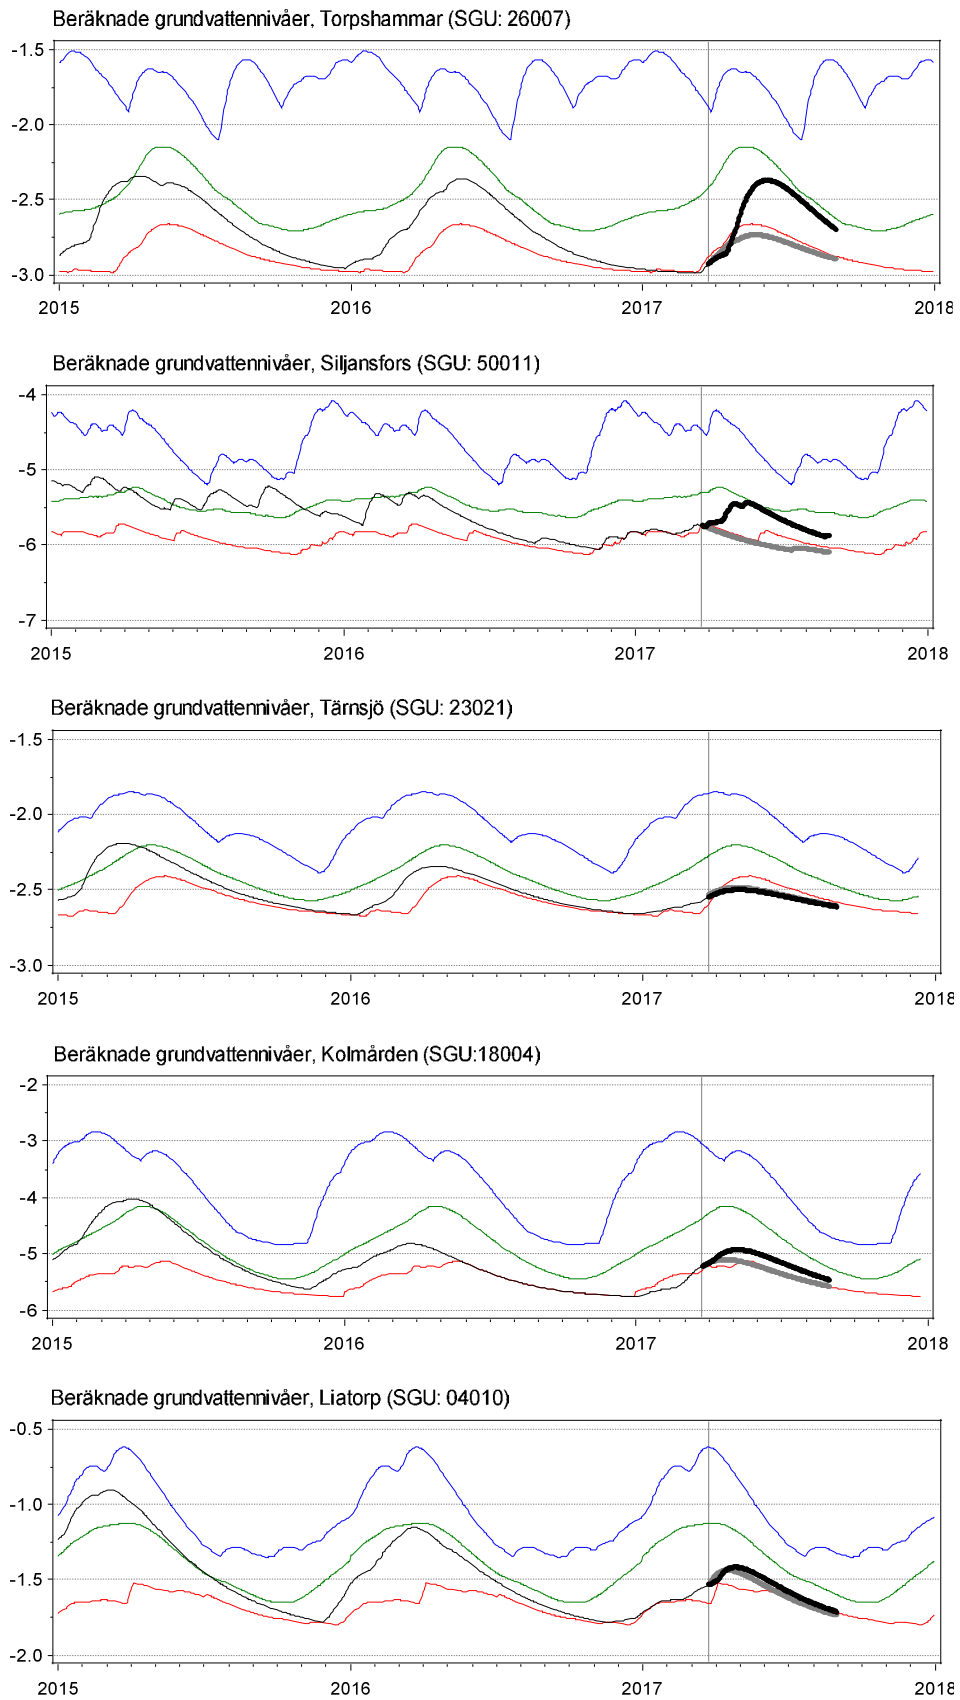 Beräknade grundvattennivåer, Torpshammar (SGU: 26007)
-1.5
-2.0
-2.5
-3.0
2015 2016 2017 2018
Beräknade grundvattennivåer, Siljansfors (SGU: 50011)
-4
-5
-6
-7
2015 2016 2017 2018
Beräknade grundvattennivåer, Tärnsjö (SGU: 23021)
-1.5
-2.0
-2.5
-3.0
2015 2016 2017 2018
Beräknade grundvattennivåer, Kolmården (SGU:18004)
-2
-3
-4
-5
-6
2015 2016 2017 2018
Beräknade grundvattennivåer, Liatorp (SGU: 04010)
-0.5
-1.0
-1.5
-2.0
2015 2016 2017 2018